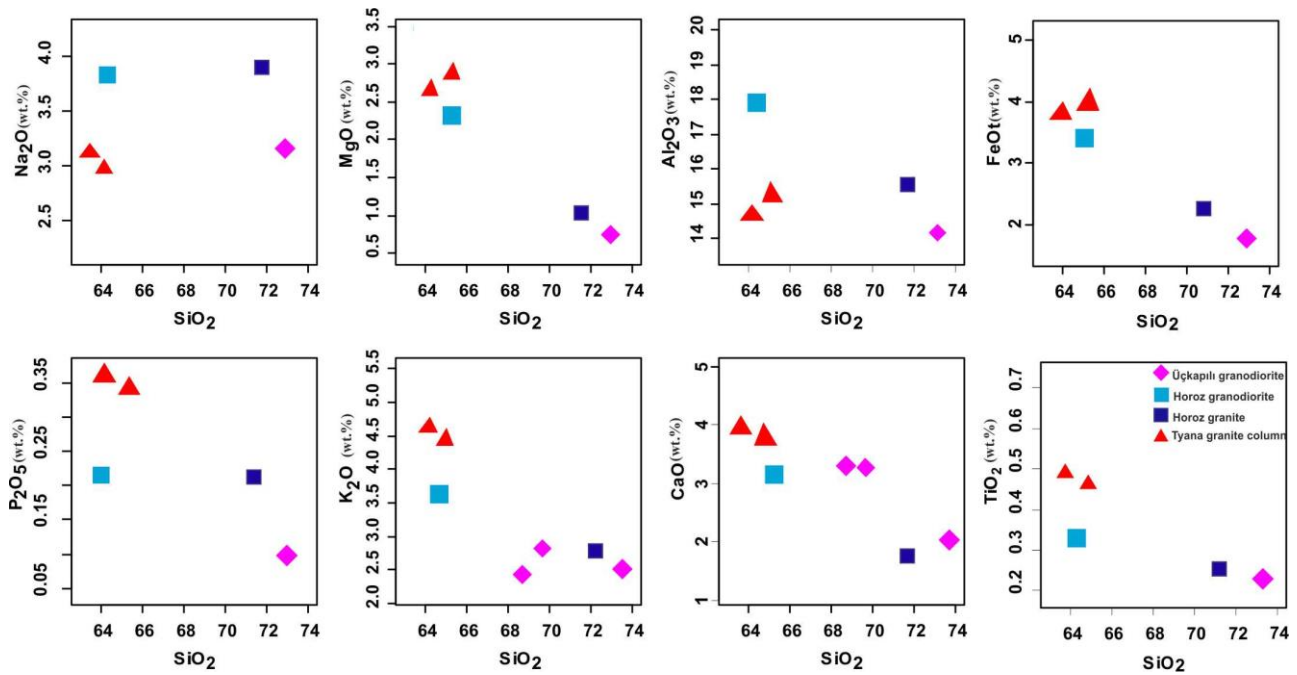 Na2O(wt.%)
4.0
3.5
3.0
2.5
64 66 68 70 72 74
SiO2
MgO(wt.%)
3.5
3.0
2.5
2.0
1.5
1.0
0.5
64 66 68 70 72 74
SiO2
Al2O3(wt.%)
20
19
18
17
16
15
14
64 66 68 70 72 74
SiO2
FeOt(wt.%)
5
4
3
2
64 66 68 70 72 74
SiO2
P2O5(wt.%)
0.35
0.25
0.15
0.05
64 66 68 70 72 74
SiO2
K2O (wt.%)
5.5
5.0
4.5
4.0
3.5
3.0
2.5
2.0
64 66 68 70 72 74
SiO2
CaO(wt.%)
5
4
3
2
1
64 66 68 70 72 74
SiO2
TiO2(wt.%)
0.7
0.6
0.5
0.4
0.3
0.2
64 66 68 70 72 74
SiO2
Üçkapılı granodiorite
Horoz granodiorite
Horoz granite
Tyana granite column